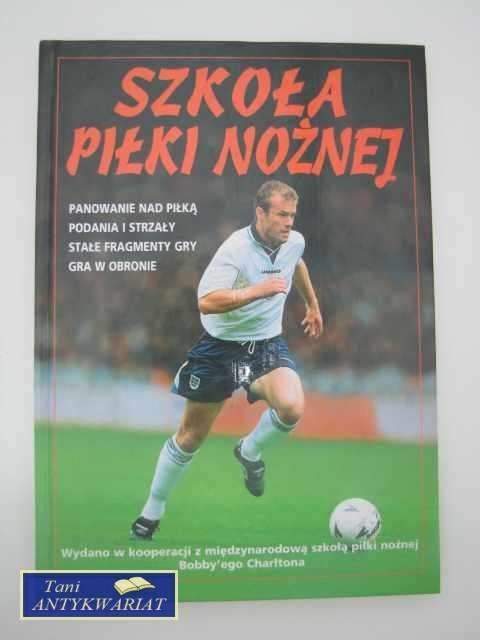 SZKOŁA
PIŁKI NOŻNEJ
PANOWANIE NAD PIŁKĄ
PODANIA I STRZAŁY
STAŁE FRAGMENTY GRY
GRA W OBRONIE
Wydano w kooperacji z międzynarodową szkołą piłki nożnej
Bobby'ego Charltona
Tani
ANTYKWARIAT